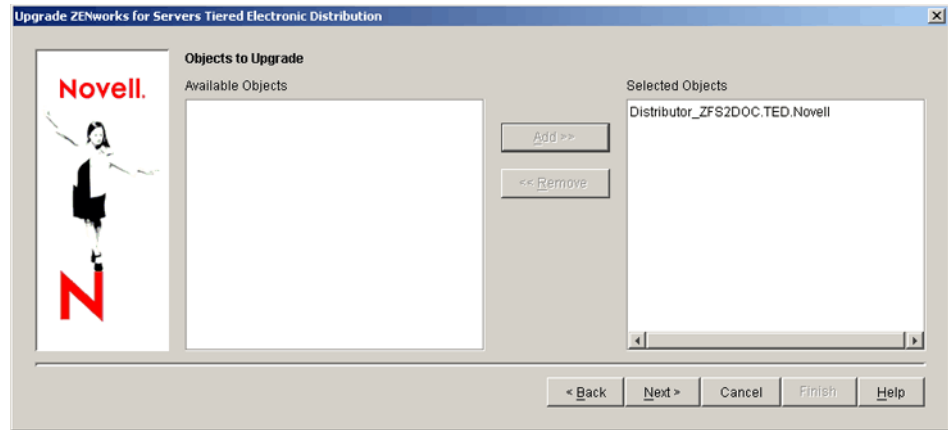 Upgrade ZENworks for Servers Tiered Electronic Distribution
Novell.
N
Objects to Upgrade
Available Objects
Selected Objects
Distributor_ZFS2DOC.TED.Novell
Add >>
<< Remove
< Back
Next >
Cancel
Finish
Help